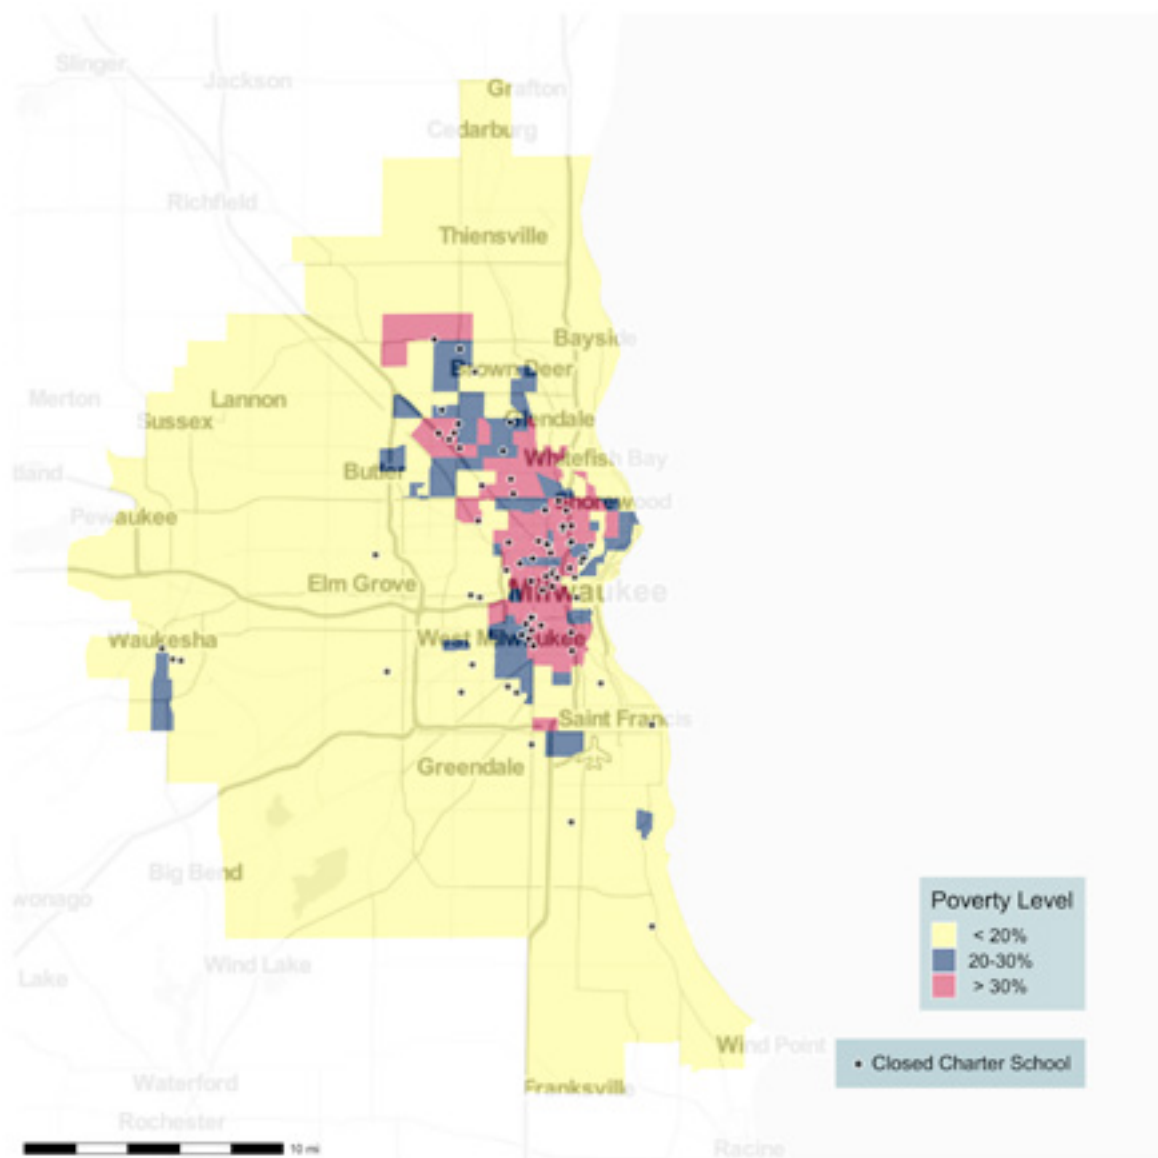 Slinger
Jackson
Grafton
Cedarburg
Richfield
Thiensville
Bayside
Brown Deer
Merton
Lannon
Sussex
Glendale
Whitefish Bay
Butler
tland
Shorewood
Pewaukee
Elm Grove
Milwaukee
Waukesha
West Milwaukee
Saint Francis
Greendale
Big Bend
wonago
Poverty Level
< 20%
20-30%
> 30%
Wind Lake
Lake
Wind Point
Closed Charter School
Waterford
Franksville
Rochester
Racine
10 mi